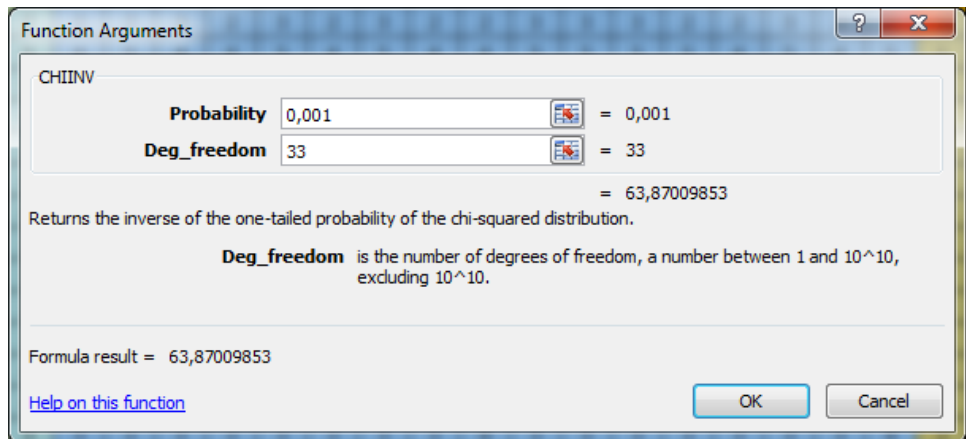 Function Arguments
?
X
CHIINV
Probability 0,001 = 0,001
Deg_freedom 33 = 33
= 63,87009853
Returns the inverse of the one-tailed probability of the chi-squared distribution.
Deg_freedom is the number of degrees of freedom, a number between 1 and 10^10,
excluding 10^10.
Formula result = 63,87009853
Help on this function
OK
Cancel